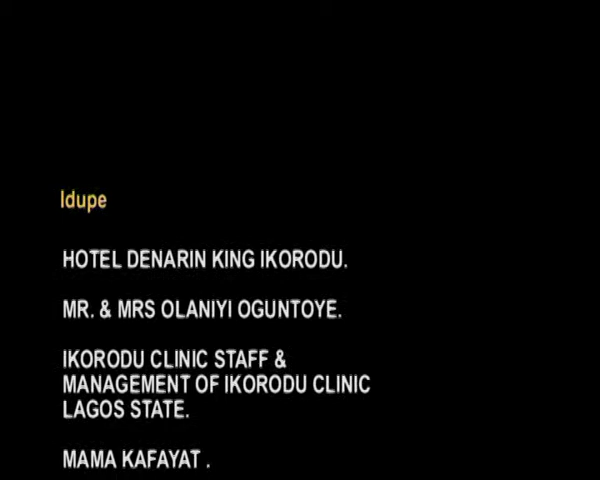 Idupe
HOTEL DENARIN KING IKORODU.
MR. & MRS OLANIYI OGUNTOYE.
IKORODU CLINIC STAFF &
MANAGEMENT OF IKORODU CLINIC
LAGOS STATE.
MAMA KAFAYAT .